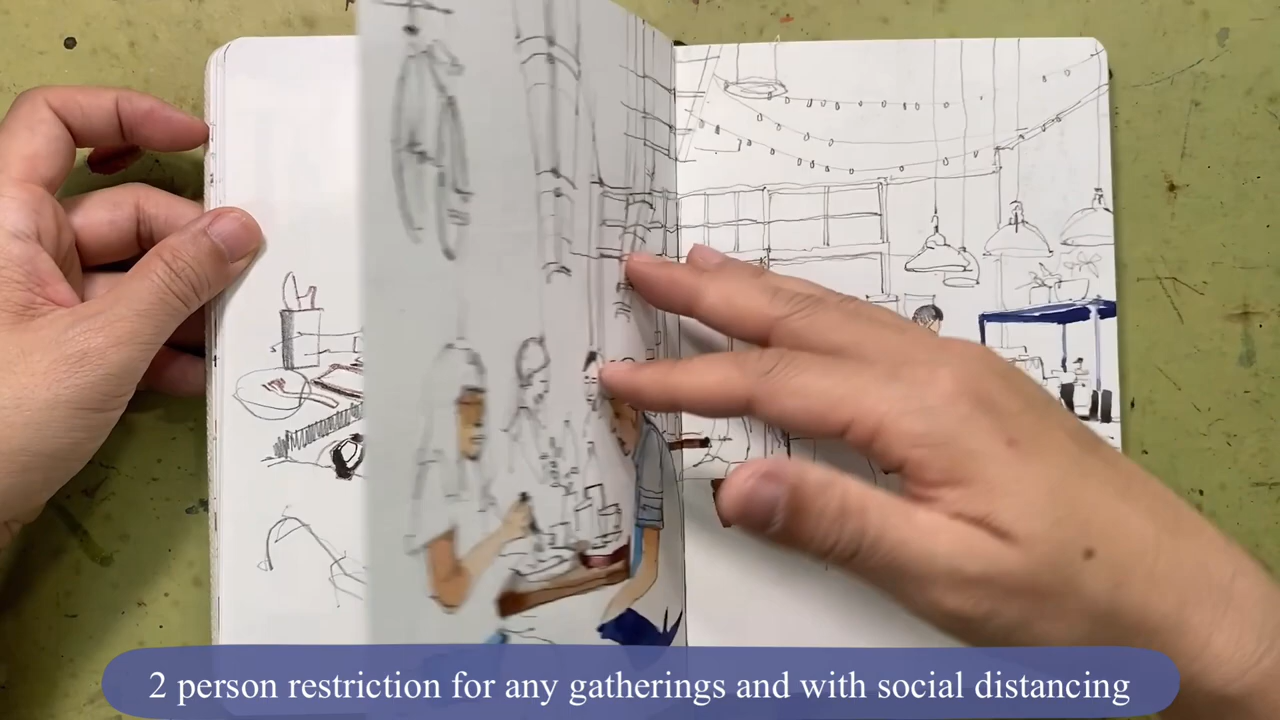 2 person restriction for any gatherings and with social distancing